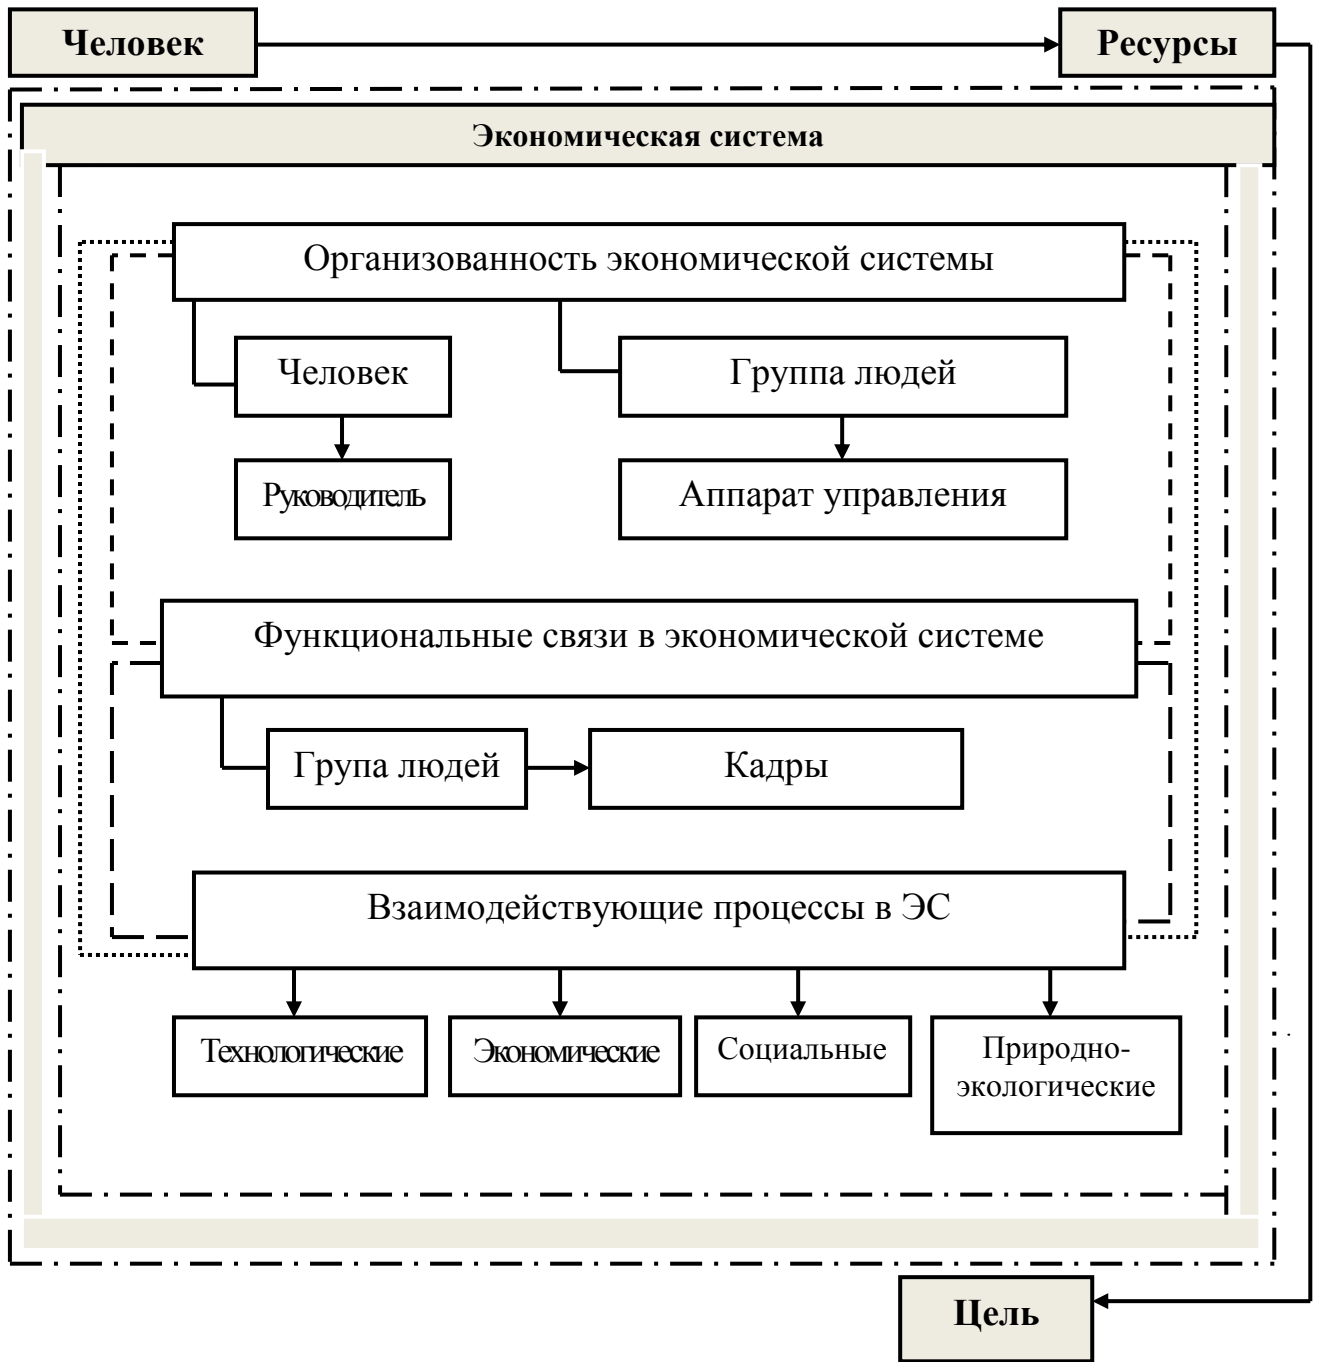 Человек
Ресурсы
Экономическая система
Организованность экономической системы
Человек
Группа людей
Руководитель
Аппарат управления
Функциональные связи в экономической системе
Група людей
Кадры
Взаимодействующие процессы в ЭС
Технологические
Экономические
Социальные
Природно-
экологические
Цель